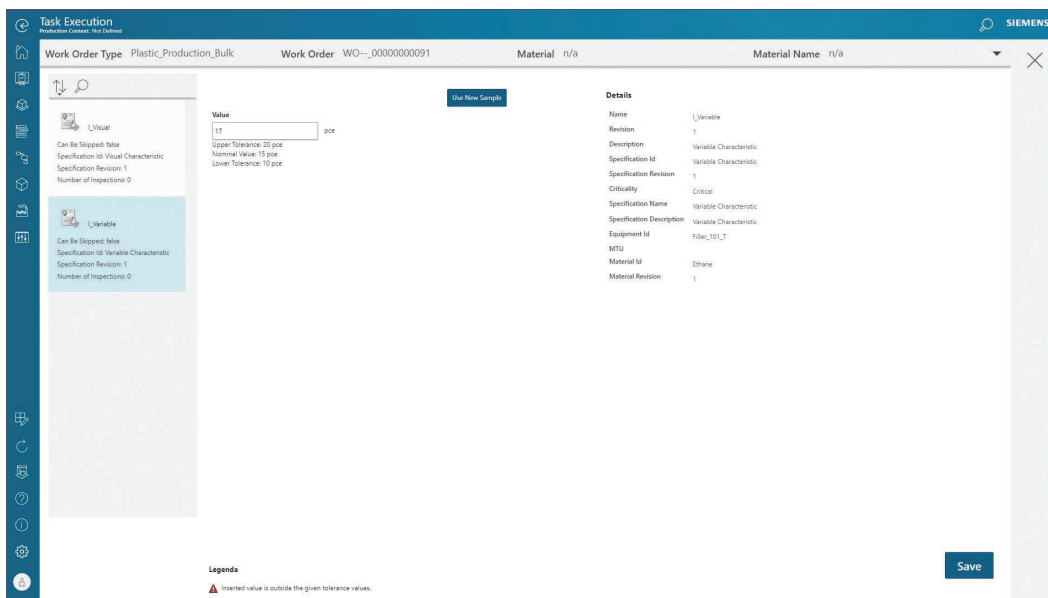 Task Execution
Production Context: Not Defined
SIEMENS
Work Order Type Plastic_Production_Bulk Work Order WO--_00000000091 Material n/a Material Name n/a
I_Visual
Can Be Skipped: false
Specification Id: Visual Characteristic
Specification Revision: 1
Number of Inspections: 0
I_Variable
Can Be Skipped: false
Specification Id: Variable Characteristic
Specification Revision: 1
Number of Inspections: 0
Use New Sample
Value
17 pce
Upper Tolerance: 20 pce
Nominal Value: 15 pce
Lower Tolerance: 10 pce
Details
Name I_Variable
Revision 1
Description Variable Characteristic
Specification Id Variable Characteristic
Specification Revision 1
Criticality Critical
Specification Name Variable Characteristic
Specification Description Variable Characteristic
Equipment Id Filler_101_T
MTU
Material Id Ethane
Material Revision 1
Save
Legenda
Inserted value is outside the given tolerance values.